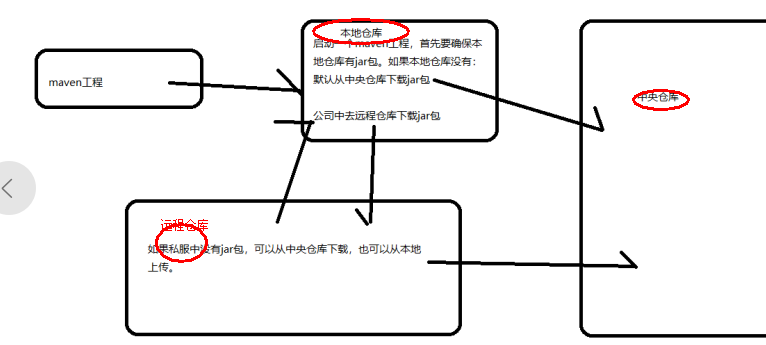 maven工程
本地仓库
启动一个maven工程，首先要确保本
地仓库有jar包。如果本地仓库没有：
默认从中央仓库下载jar包
公司中去远程仓库下载jar包
中央仓库
远程仓库
如果私服中没有jar包，可以从中央仓库下载，也可以从本地
上传。